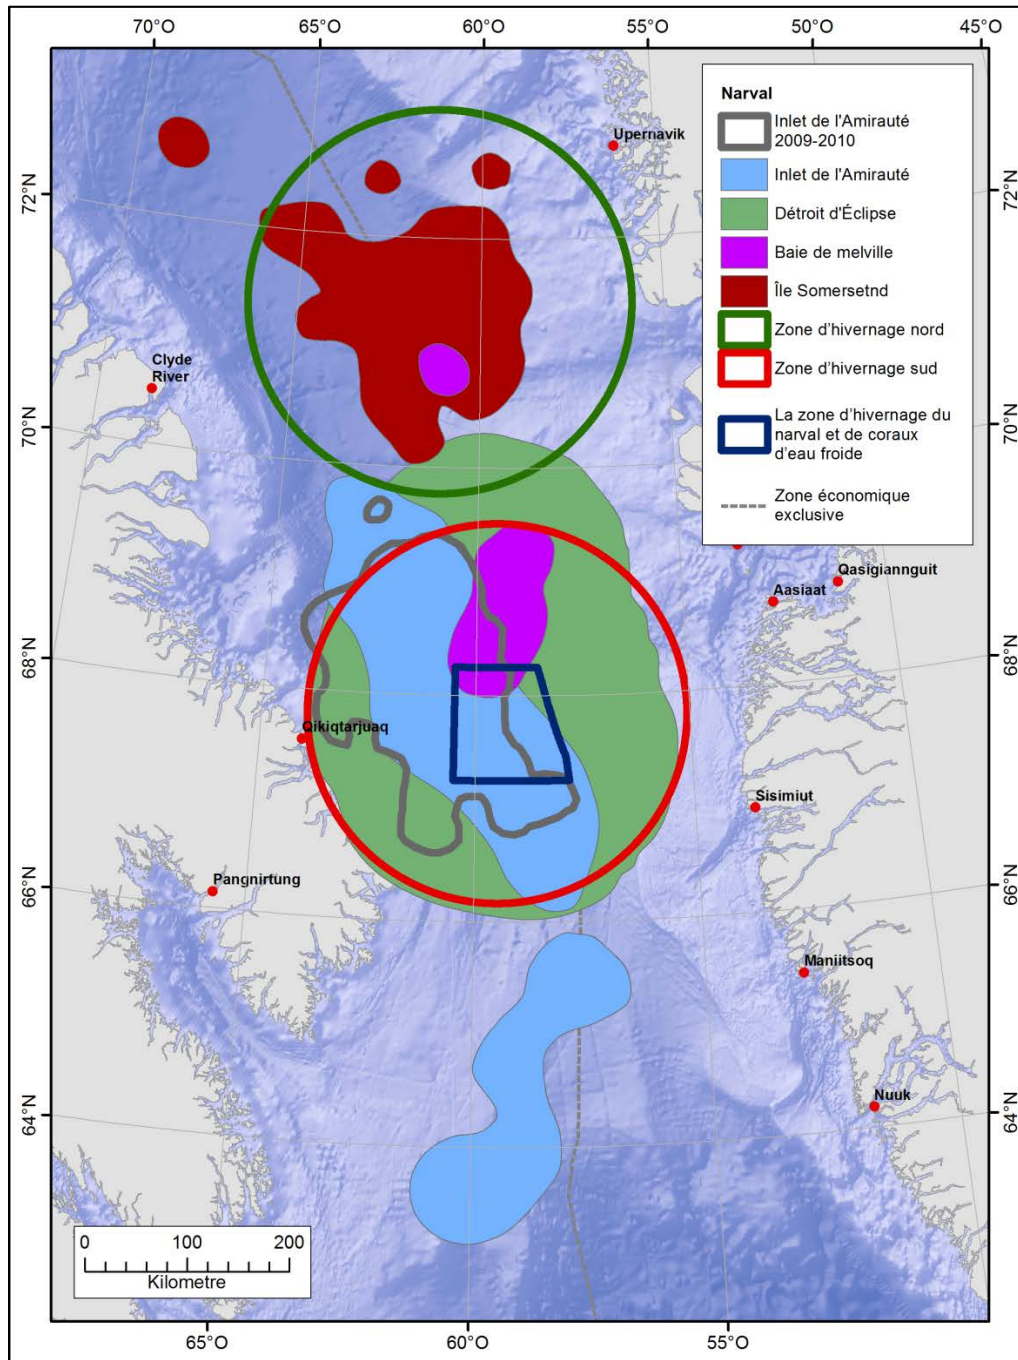 70°O 65°O 60°O 55°O 50°O 45°O
Narval
Inlet de l'Amirauté
2009-2010
Inlet de l'Amirauté
Détroit d'Éclipse
Baie de melville
Île Somersetnd
Zone d'hivernage nord
Zone d'hivernage sud
La zone d'hivernage du
narval et de coraux
d'eau froide
Zone économique
exclusive
Upernavik
72°N 72°N
Clyde
River
70°N 70°N
Qasigiannguit
Aasiaat
68°N 68°N
Qikiqtarjuaq
Sisimiut
Pangnirtung
66°N 66°N
Maniitsoq
Nuuk
64°N 64°N
0 100 200
Kilometre
65°O 60°O 55°O